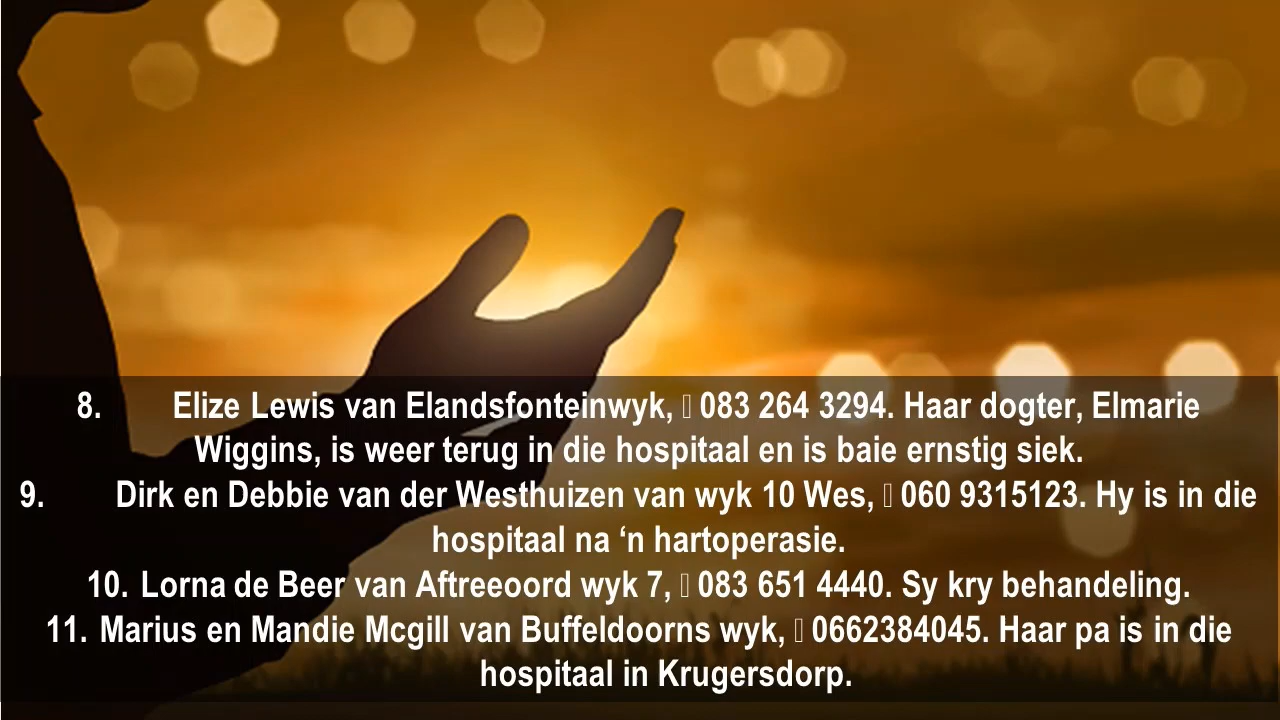 8. Elize Lewis van Elandsfonteinwyk, 083 264 3294. Haar dogter, Elmarie
Wiggins, is weer terug in die hospitaal en is baie ernstig siek.
9. Dirk en Debbie van der Westhuizen van wyk 10 Wes, 060 9315123. Hy is in die
hospitaal na ‘n hartoperasie.
10. Lorna de Beer van Aftreeoord wyk 7, 083 651 4440. Sy kry behandeling.
11. Marius en Mandie Mcgill van Buffeldoorns wyk, 0662384045. Haar pa is in die
hospitaal in Krugersdorp.